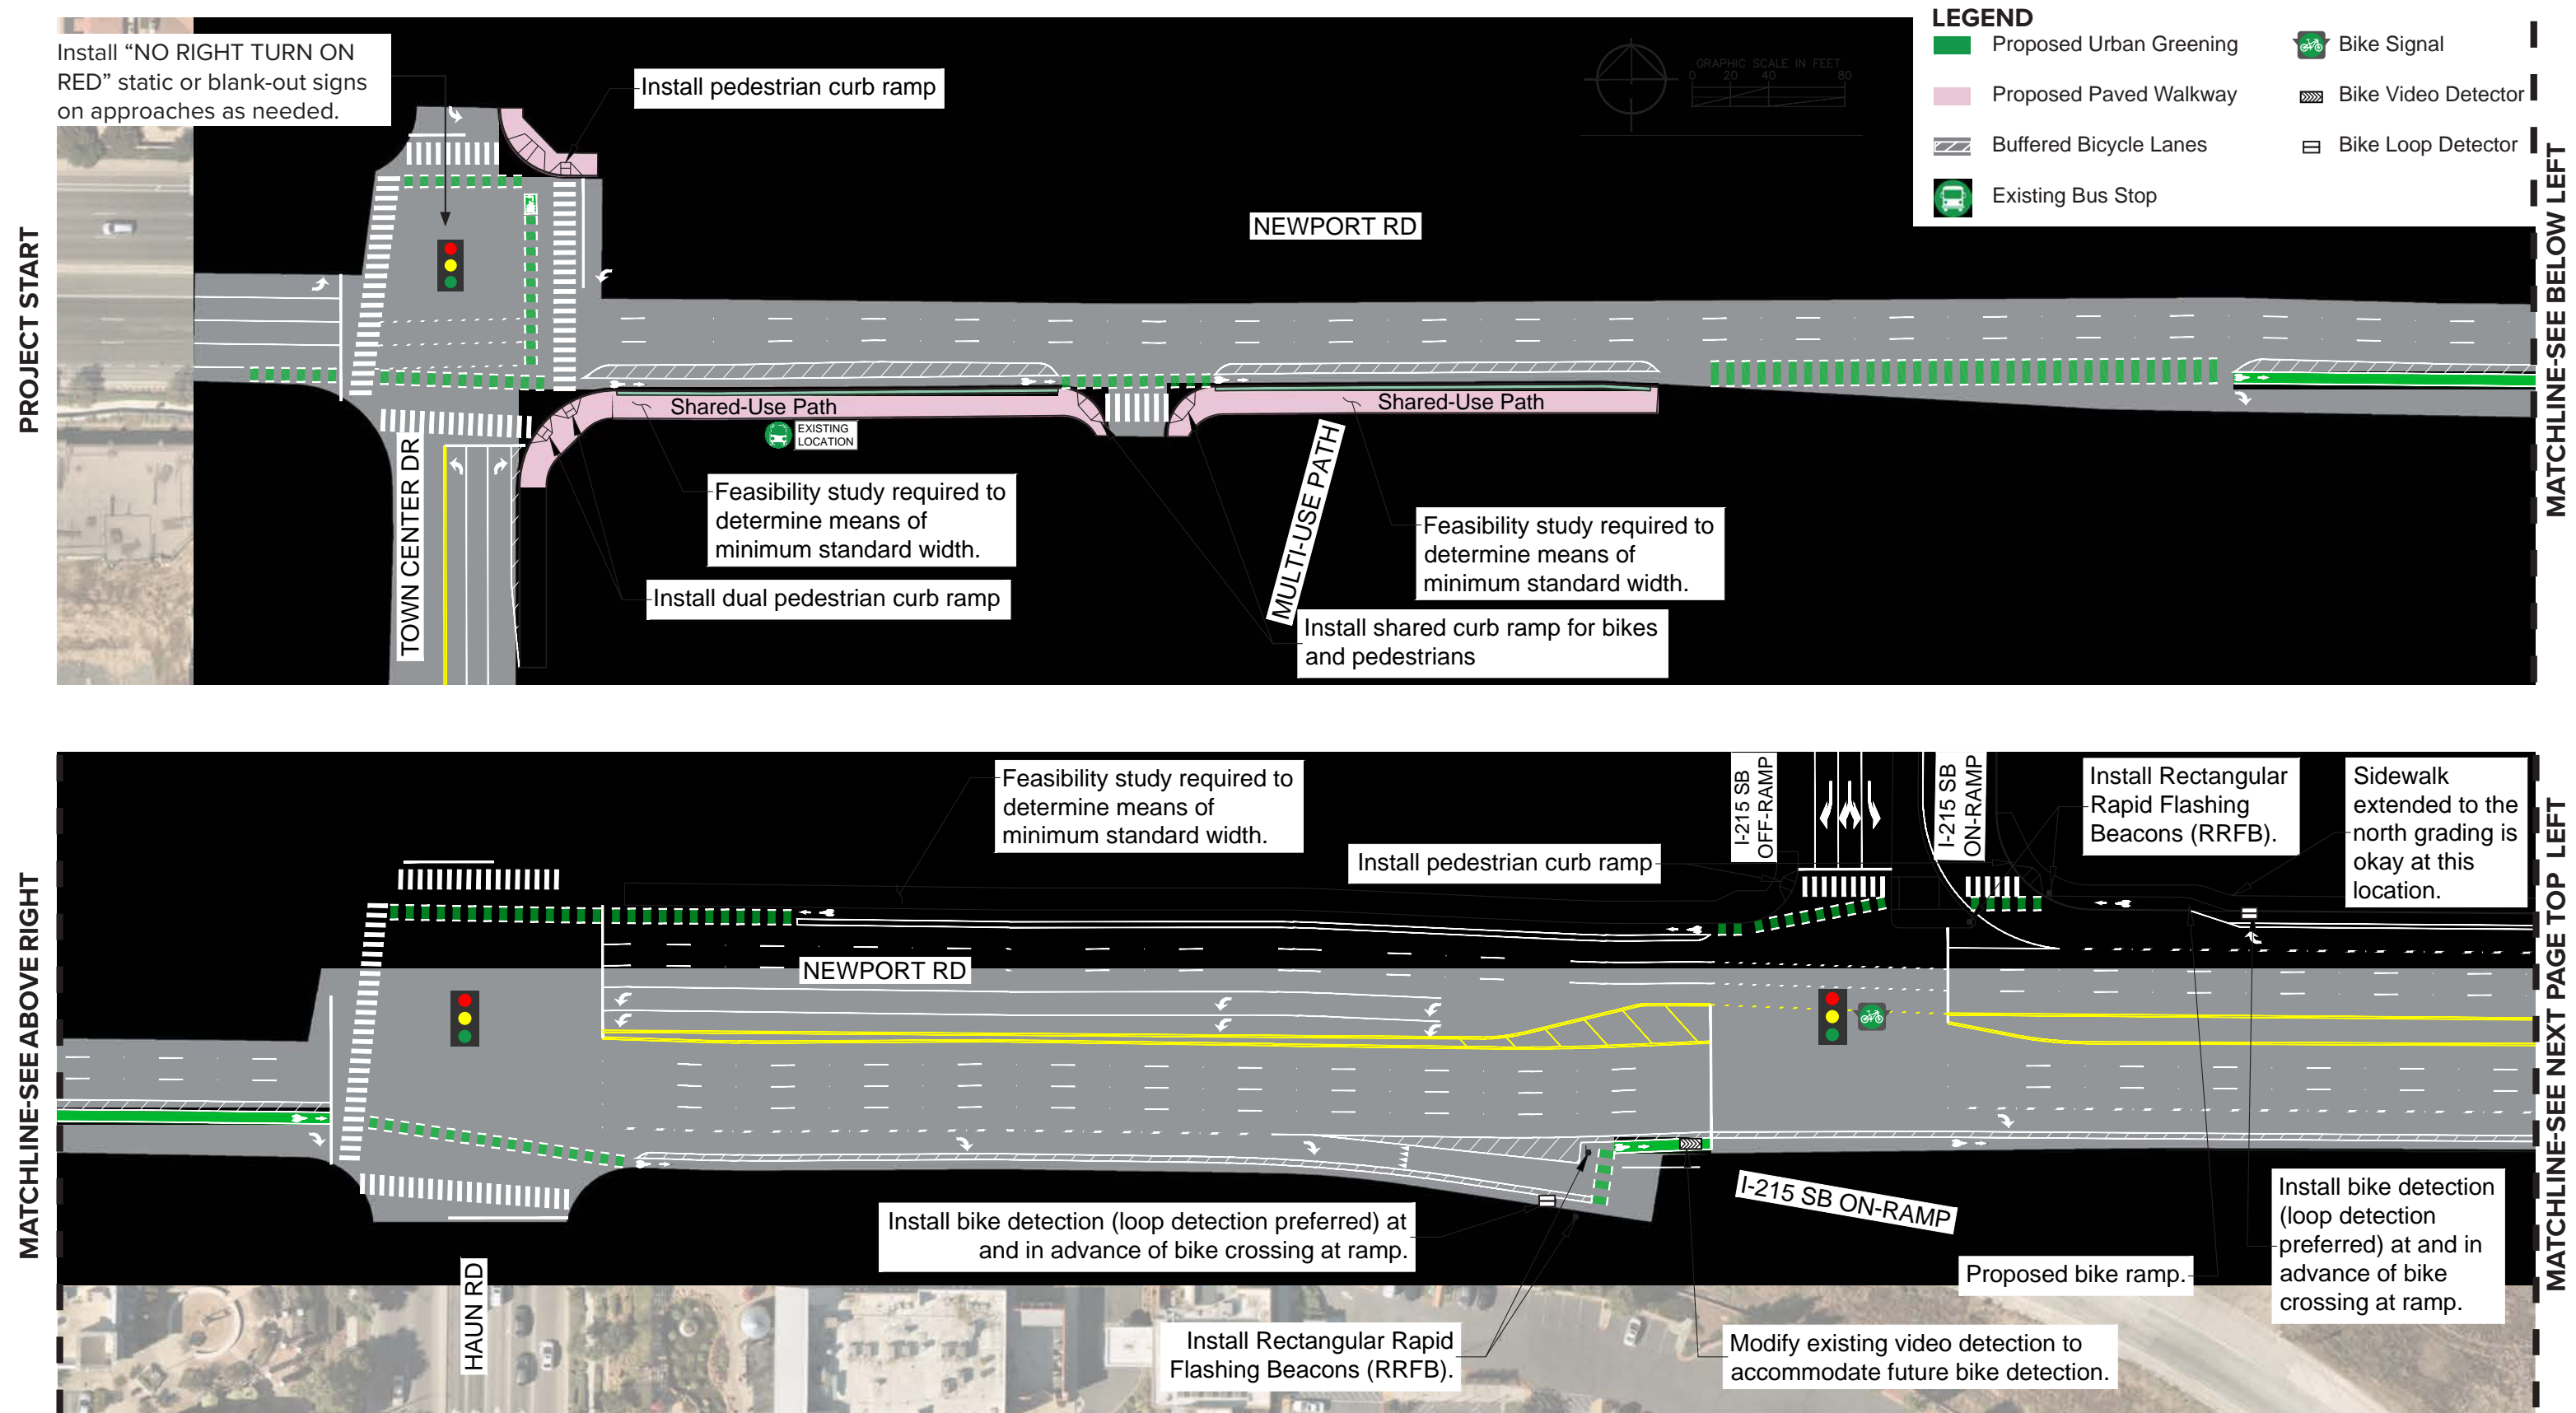 LEGEND
Proposed Urban Greening
Proposed Paved Walkway
Buffered Bicycle Lanes
Existing Bus Stop
Bike Signal
Bike Video Detector
Bike Loop Detector
GRAPHIC SCALE IN FEET
0 20 40 80
PROJECT START
MATCHLINE-SEE BELOW LEFT
Install “NO RIGHT TURN ON
RED” static or blank-out signs
on approaches as needed.
Install pedestrian curb ramp
NEWPORT RD
Shared-Use Path
Shared-Use Path
EXISTING
LOCATION
TOWN CENTER DR
MULTI-USE PATH
Feasibility study required to
determine means of
minimum standard width.
Feasibility study required to
determine means of
minimum standard width.
Install dual pedestrian curb ramp
Install shared curb ramp for bikes
and pedestrians
MATCHLINE-SEE ABOVE RIGHT
MATCHLINE-SEE NEXT PAGE TOP LEFT
Feasibility study required to
determine means of
minimum standard width.
I-215 SB
OFF-RAMP
I-215 SB
ON-RAMP
Install Rectangular
Rapid Flashing
Beacons (RRFB).
Sidewalk
extended to the
north grading is
okay at this
location.
Install pedestrian curb ramp
NEWPORT RD
HAUN RD
I-215 SB ON-RAMP
Install bike detection (loop detection preferred) at
and in advance of bike crossing at ramp.
Install bike detection
(loop detection
preferred) at and in
advance of bike
crossing at ramp.
Proposed bike ramp.
Install Rectangular Rapid
Flashing Beacons (RRFB).
Modify existing video detection to
accommodate future bike detection.